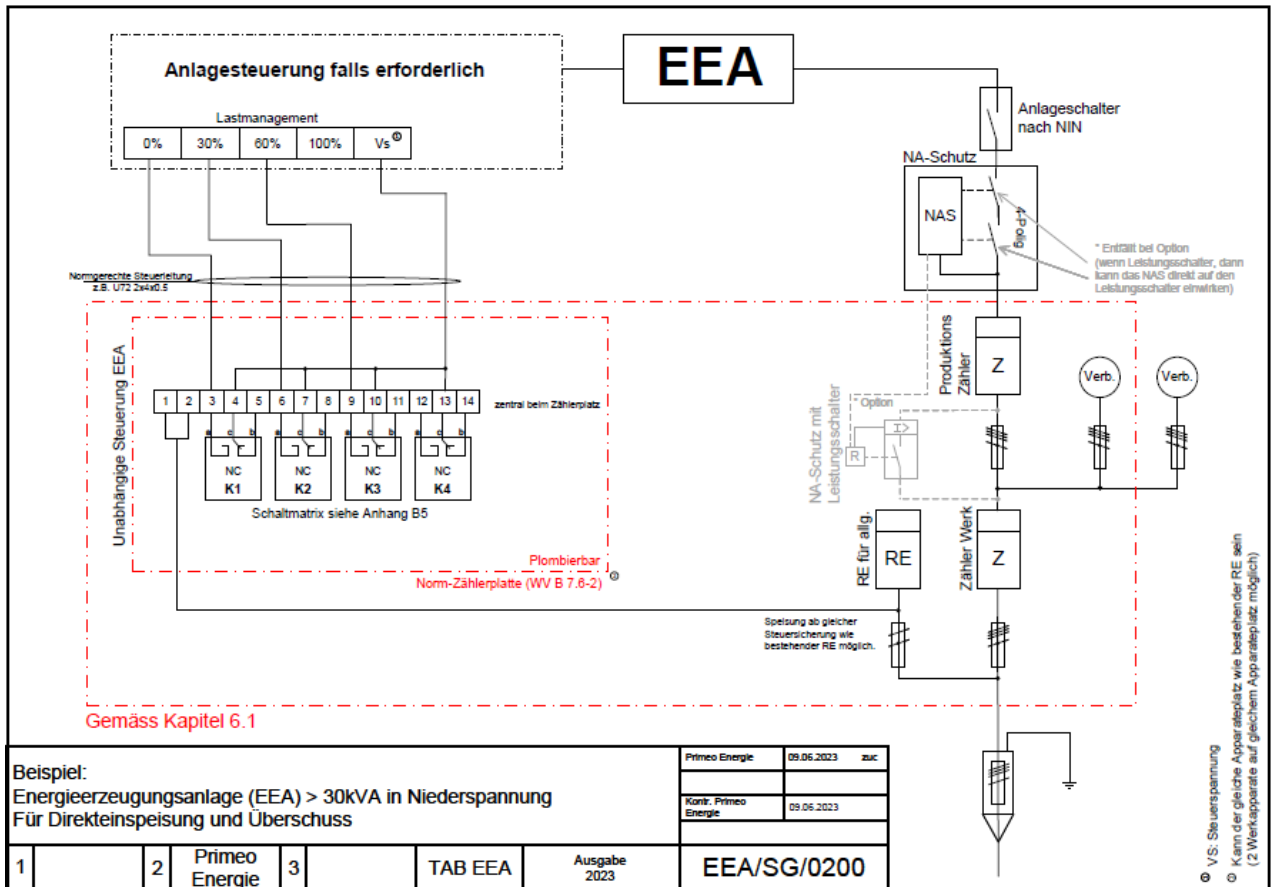 Anlagesteuerung falls erforderlich
EEA
Lastmanagement
0% 30% 60% 100% Vs ①
Anlageschalter
nach NIN
NA-Schutz
NAS
4-Polig
* Entfällt bei Option
(wenn Leistungsschalter, dann
kann das NAS direkt auf den
Leistungsschalter einwirken)
Normgerechte Steuerleitung
z.B. U72 2x4x0.5
Unabhängige Steuerung EEA
1 2 3 4 5 6 7 8 9 10 11 12 13 14
zentral beim Zählerplatz
a c b a c b a c b a c b
NC NC NC NC
K1 K2 K3 K4
Schaltmatrix siehe Anhang B5
Plombierbar
Norm-Zählerplatte (WV B 7.6-2) ②
Produktions
Zähler
Z
Verb. Verb.
* Option
I>
R
NA-Schutz mit
Leistungsschalter
RE für allg.
RE
Zähler Werk
Z
Speisung ab gleicher
Steuersicherung wie
bestehender RE möglich.
Gemäss Kapitel 6.1
① VS: Steuerspannung
② Kann der gleiche Apparateplatz wie bestehender RE sein
(2 Werkapparate auf gleichem Apparateplatz möglich)
Beispiel:
Energieerzeugungsanlage (EEA) > 30kVA in Niederspannung
Für Direkteinspeisung und Überschuss
Primeo Energie 09.06.2023 zuc
Kontr. Primeo
Energie 09.06.2023
1 2 Primeo
Energie 3 TAB EEA Ausgabe
2023 EEA/SG/0200